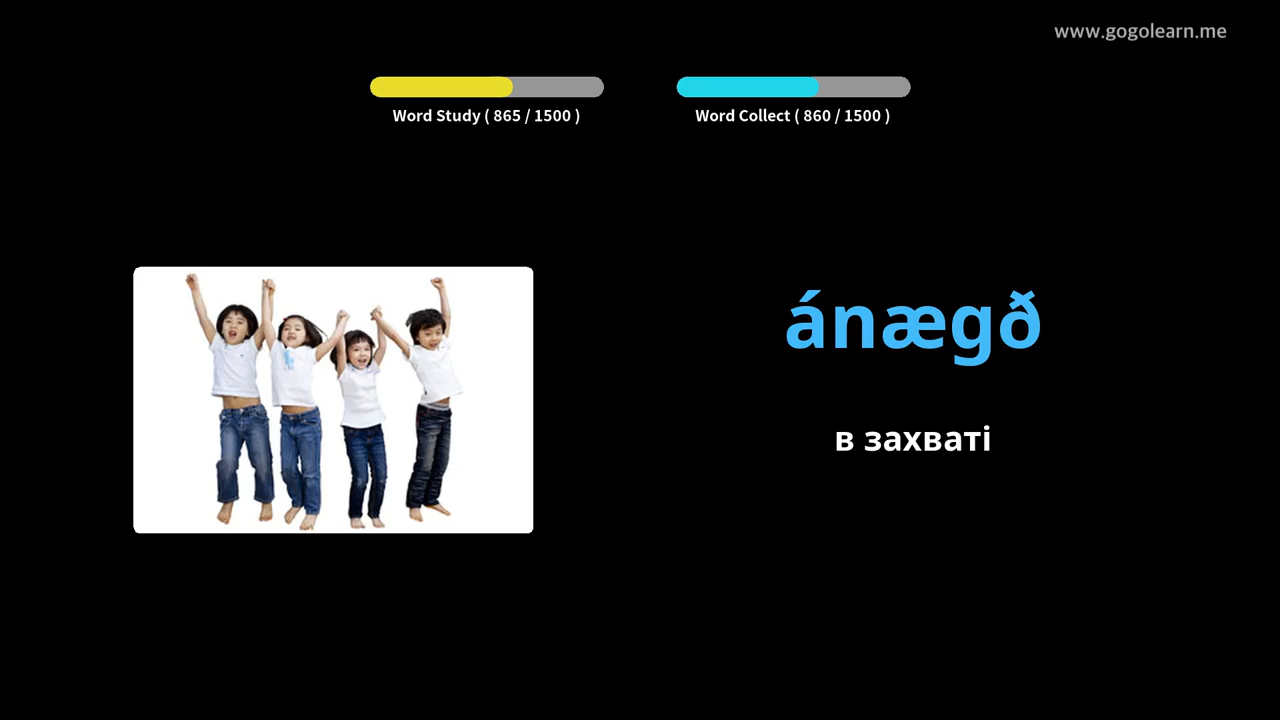 www.gogolearn.me
Word Study ( 865 / 1500 )
Word Collect ( 860 / 1500 )
ánægð
в захваті